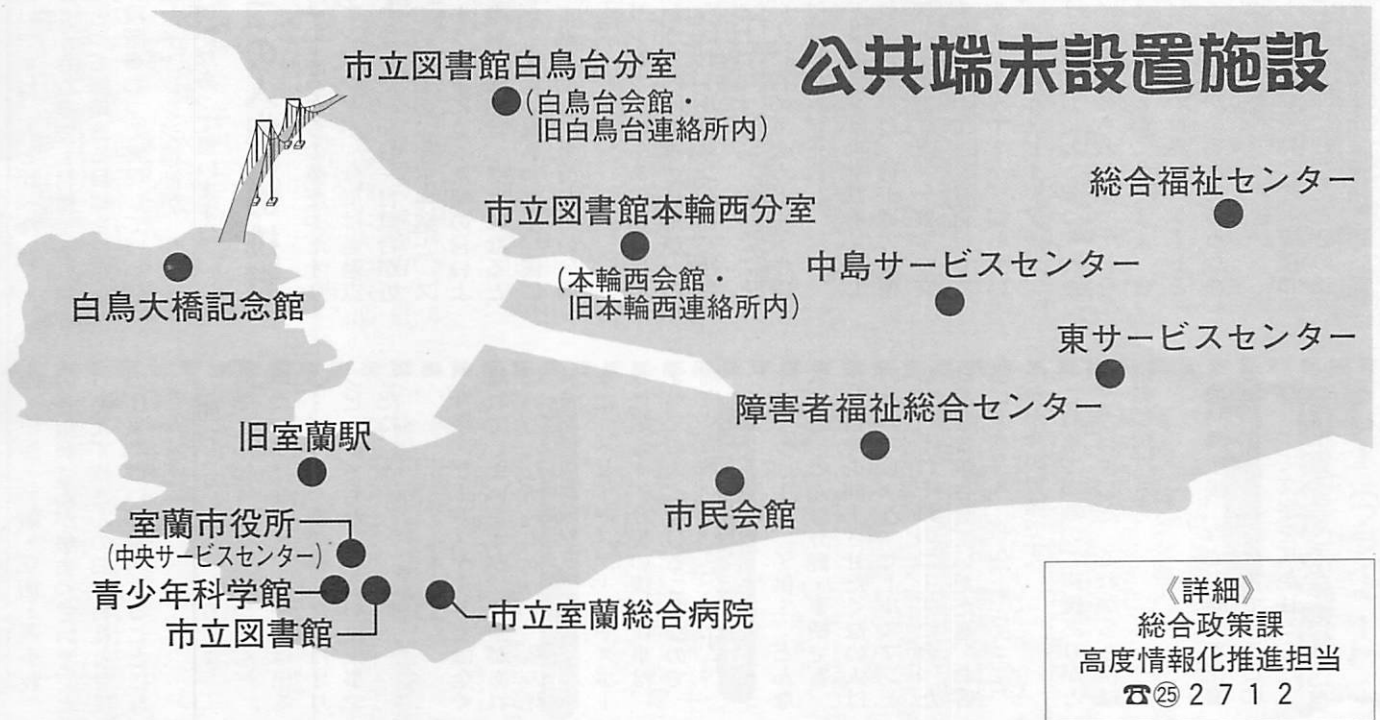 公共端末設置施設
市立図書館白鳥台分室
(白鳥台会館・
旧白鳥台連絡所内)
総合福祉センター
市立図書館本輪西分室
(本輪西会館・
旧本輪西連絡所内)
中島サービスセンター
白鳥大橋記念館
東サービスセンター
障害者福祉総合センター
旧室蘭駅
市民会館
室蘭市役所
(中央サービスセンター)
青少年科学館
市立図書館
市立室蘭総合病院
《詳細》
総合政策課
高度情報化推進担当
☎㉕2712